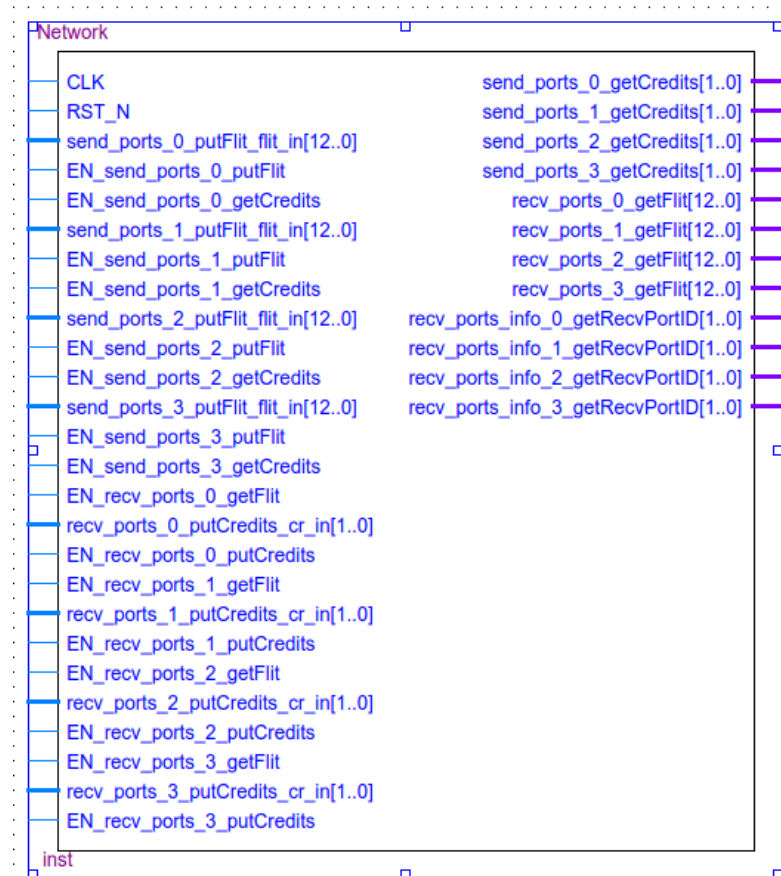 Network
CLK
RST_N
send_ports_0_putFlit_flit_in[12..0]
EN_send_ports_0_putFlit
EN_send_ports_0_getCredits
send_ports_1_putFlit_flit_in[12..0]
EN_send_ports_1_putFlit
EN_send_ports_1_getCredits
send_ports_2_putFlit_flit_in[12..0]
EN_send_ports_2_putFlit
EN_send_ports_2_getCredits
send_ports_3_putFlit_flit_in[12..0]
EN_send_ports_3_putFlit
EN_send_ports_3_getCredits
EN_recv_ports_0_getFlit
recv_ports_0_putCredits_cr_in[1..0]
EN_recv_ports_0_putCredits
EN_recv_ports_1_getFlit
recv_ports_1_putCredits_cr_in[1..0]
EN_recv_ports_1_putCredits
EN_recv_ports_2_getFlit
recv_ports_2_putCredits_cr_in[1..0]
EN_recv_ports_2_putCredits
EN_recv_ports_3_getFlit
recv_ports_3_putCredits_cr_in[1..0]
EN_recv_ports_3_putCredits
send_ports_0_getCredits[1..0]
send_ports_1_getCredits[1..0]
send_ports_2_getCredits[1..0]
send_ports_3_getCredits[1..0]
recv_ports_0_getFlit[12..0]
recv_ports_1_getFlit[12..0]
recv_ports_2_getFlit[12..0]
recv_ports_3_getFlit[12..0]
recv_ports_info_0_getRecvPortID[1..0]
recv_ports_info_1_getRecvPortID[1..0]
recv_ports_info_2_getRecvPortID[1..0]
recv_ports_info_3_getRecvPortID[1..0]
inst